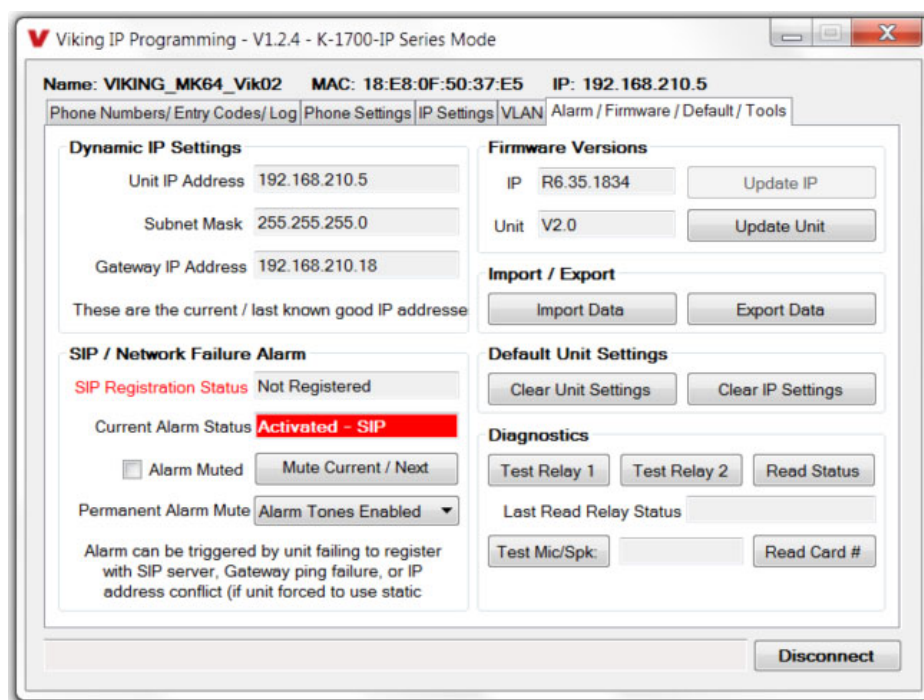 Viking IP Programming - V1.2.4 - K-1700-IP Series Mode
Name: VIKING_MK64_Vik02 MAC: 18:E8:0F:50:37:E5 IP: 192.168.210.5
Phone Numbers/ Entry Codes/ Log Phone Settings IP Settings VLAN Alarm / Firmware / Default / Tools
Dynamic IP Settings
Unit IP Address 192.168.210.5
Subnet Mask 255.255.255.0
Gateway IP Address 192.168.210.18
These are the current / last known good IP addresse
SIP / Network Failure Alarm
SIP Registration Status Not Registered
Current Alarm Status Activated - SIP
Alarm Muted Mute Current / Next
Permanent Alarm Mute Alarm Tones Enabled
Alarm can be triggered by unit failing to register
with SIP server, Gateway ping failure, or IP
address conflict (if unit forced to use static
Firmware Versions
IP R6.35.1834 Update IP
Unit V2.0 Update Unit
Import / Export
Import Data Export Data
Default Unit Settings
Clear Unit Settings Clear IP Settings
Diagnostics
Test Relay 1 Test Relay 2 Read Status
Last Read Relay Status
Test Mic/Spk: Read Card #
Disconnect